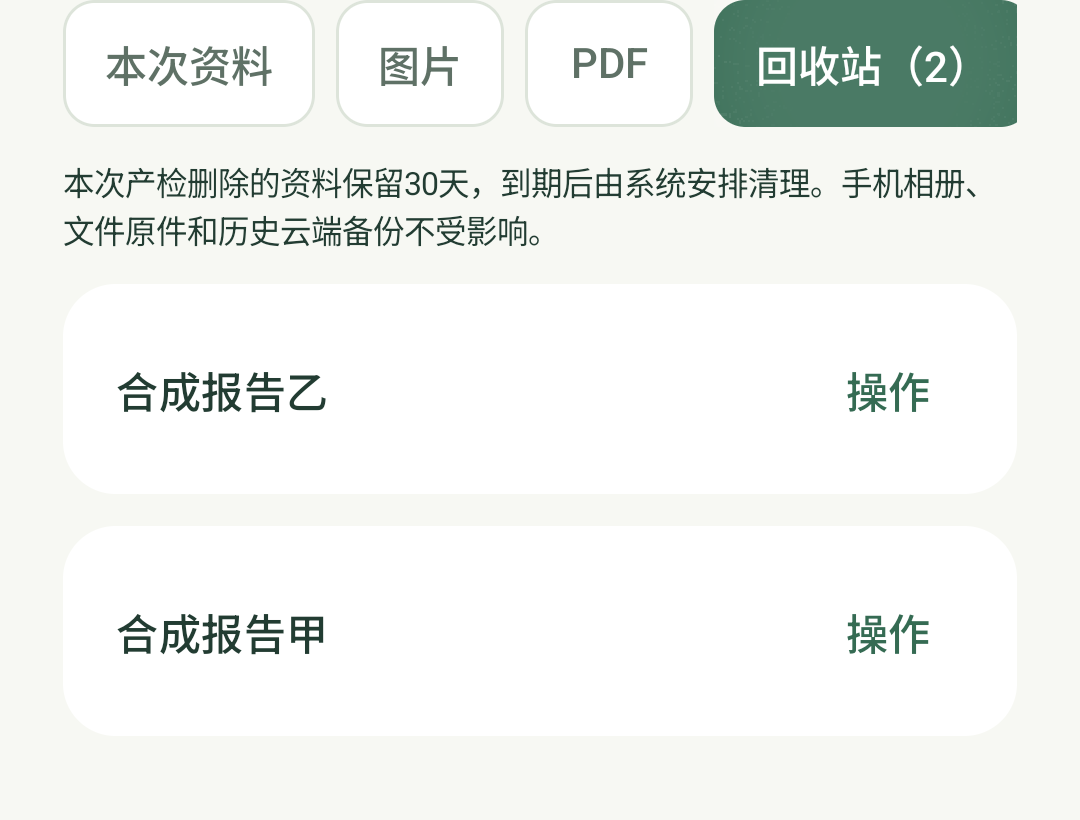 本次资料 图片 PDF 回收站（2）
本次产检删除的资料保留30天，到期后由系统安排清理。手机相册、
文件原件和历史云端备份不受影响。
合成报告乙 操作
合成报告甲 操作